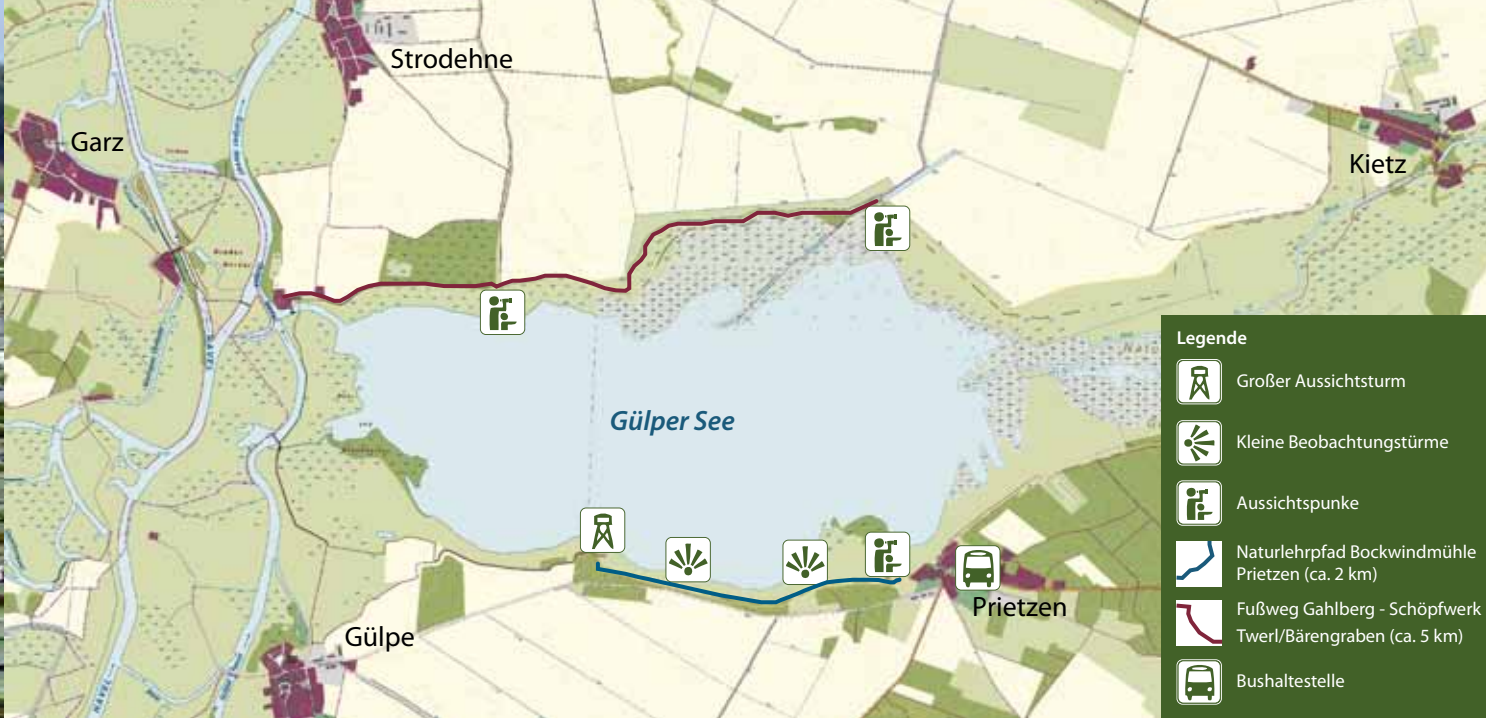 Strodehne
Garz
Kietz
Gülper See
Gülpe
Prietzen
HAVEL
Legende
Großer Aussichtsturm
Kleine Beobachtungstürme
Aussichtspunke
Naturlehrpfad Bockwindmühle
Prietzen (ca. 2 km)
Fußweg Gahlberg - Schöpfwerk
Twerl/Bärengraben (ca. 5 km)
Bushaltestelle